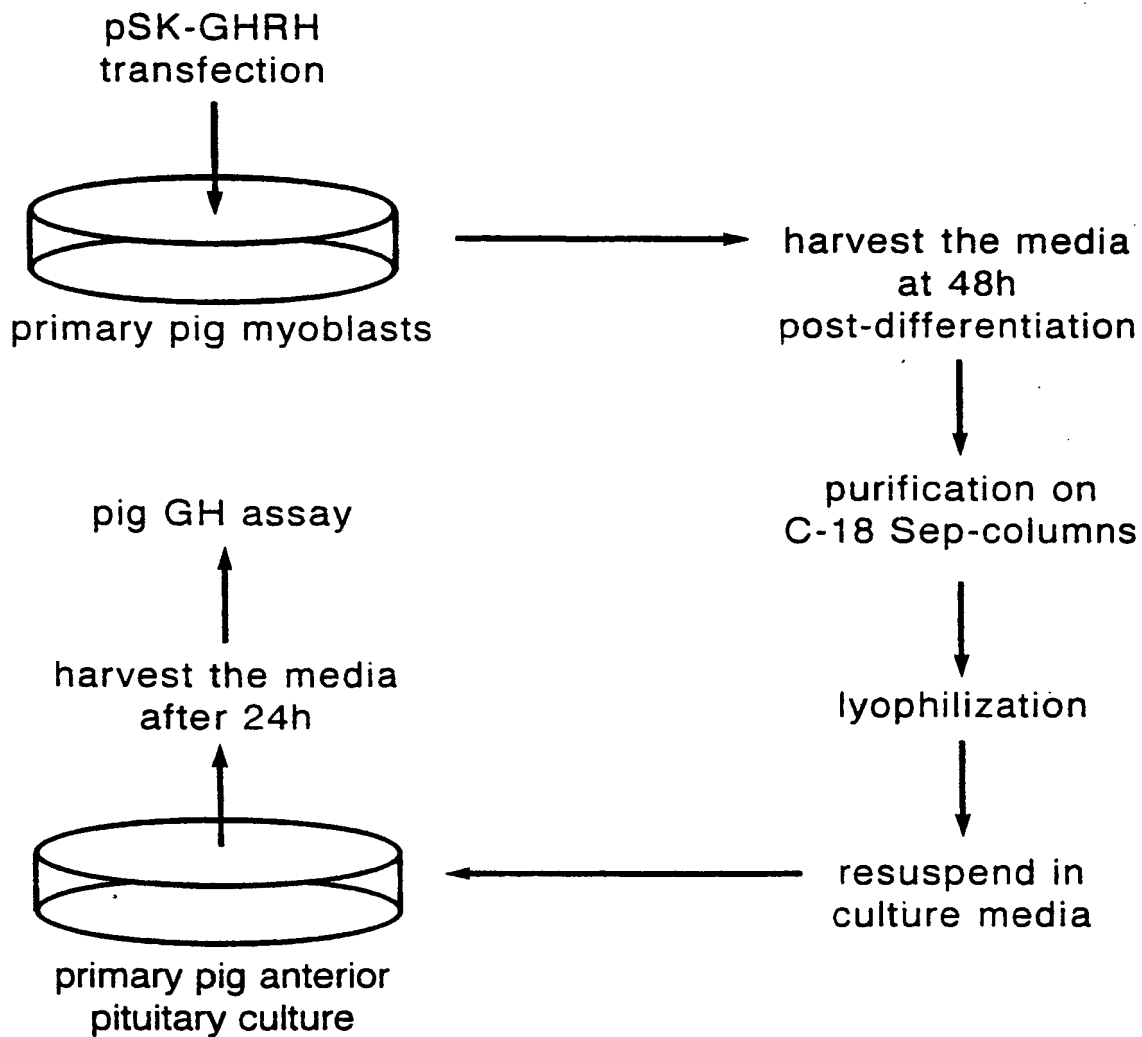 pSK-GHRH
transfection
primary pig myoblasts
harvest the media
at 48h
post-differentiation
purification on
C-18 Sep-columns
lyophilization
resuspend in
culture media
primary pig anterior
pituitary culture
harvest the media
after 24h
pig GH assay